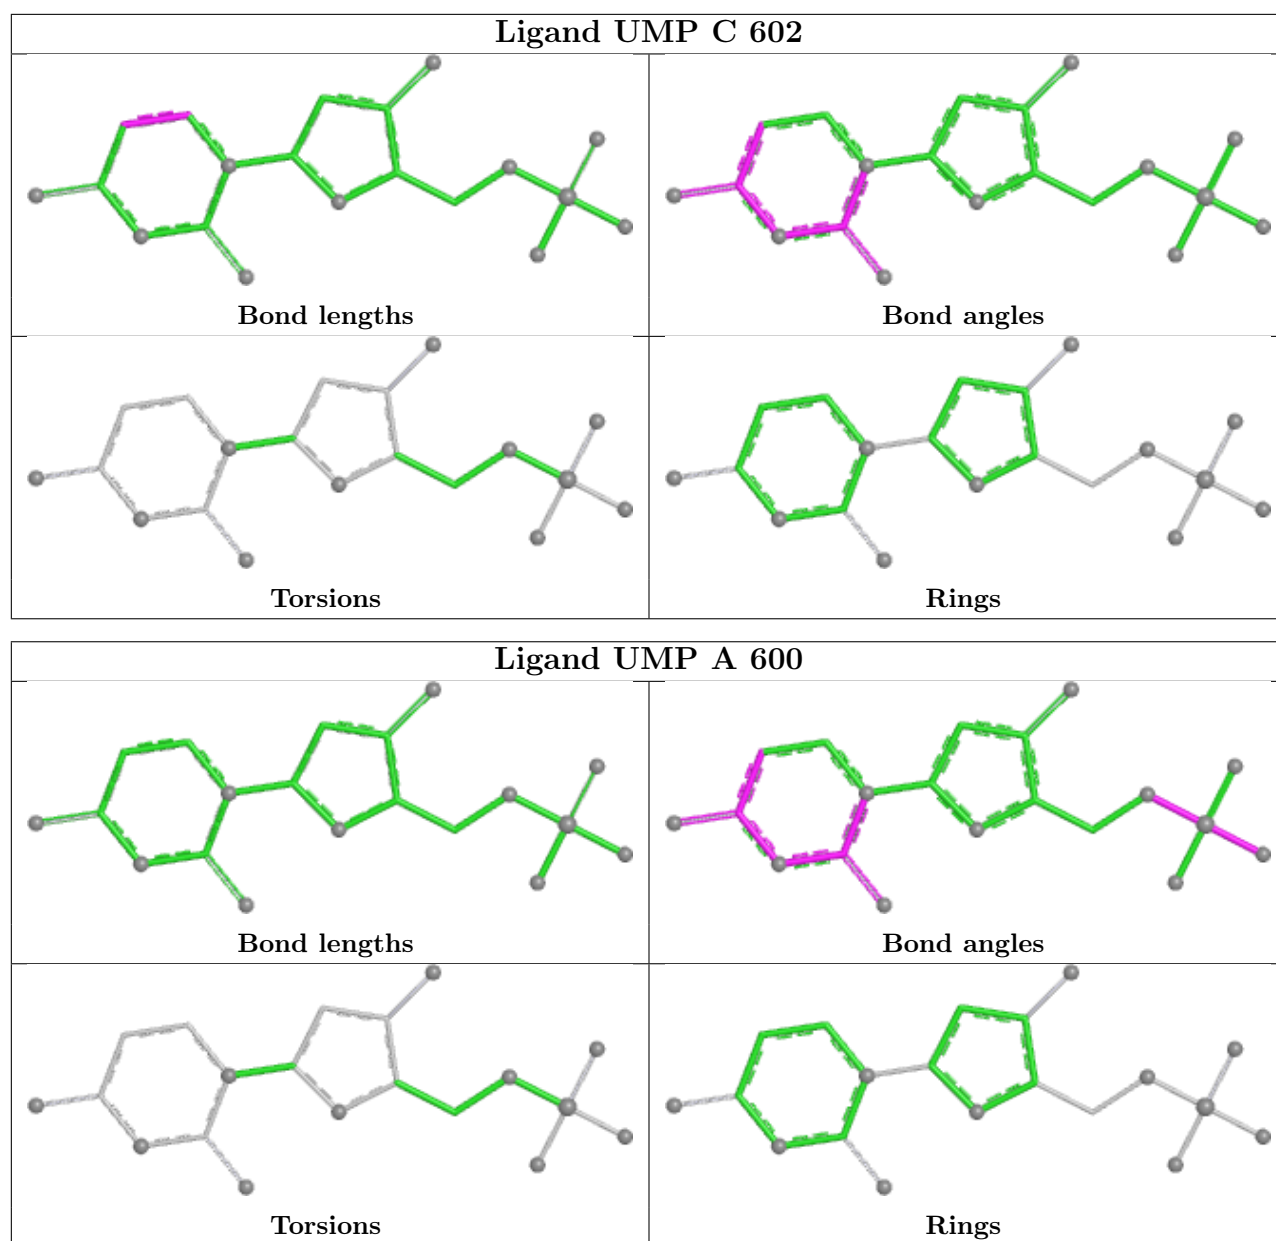 Ligand UMP C 602
Bond lengths
Bond angles
Torsions
Rings
Ligand UMP A 600
Bond lengths
Bond angles
Torsions
Rings